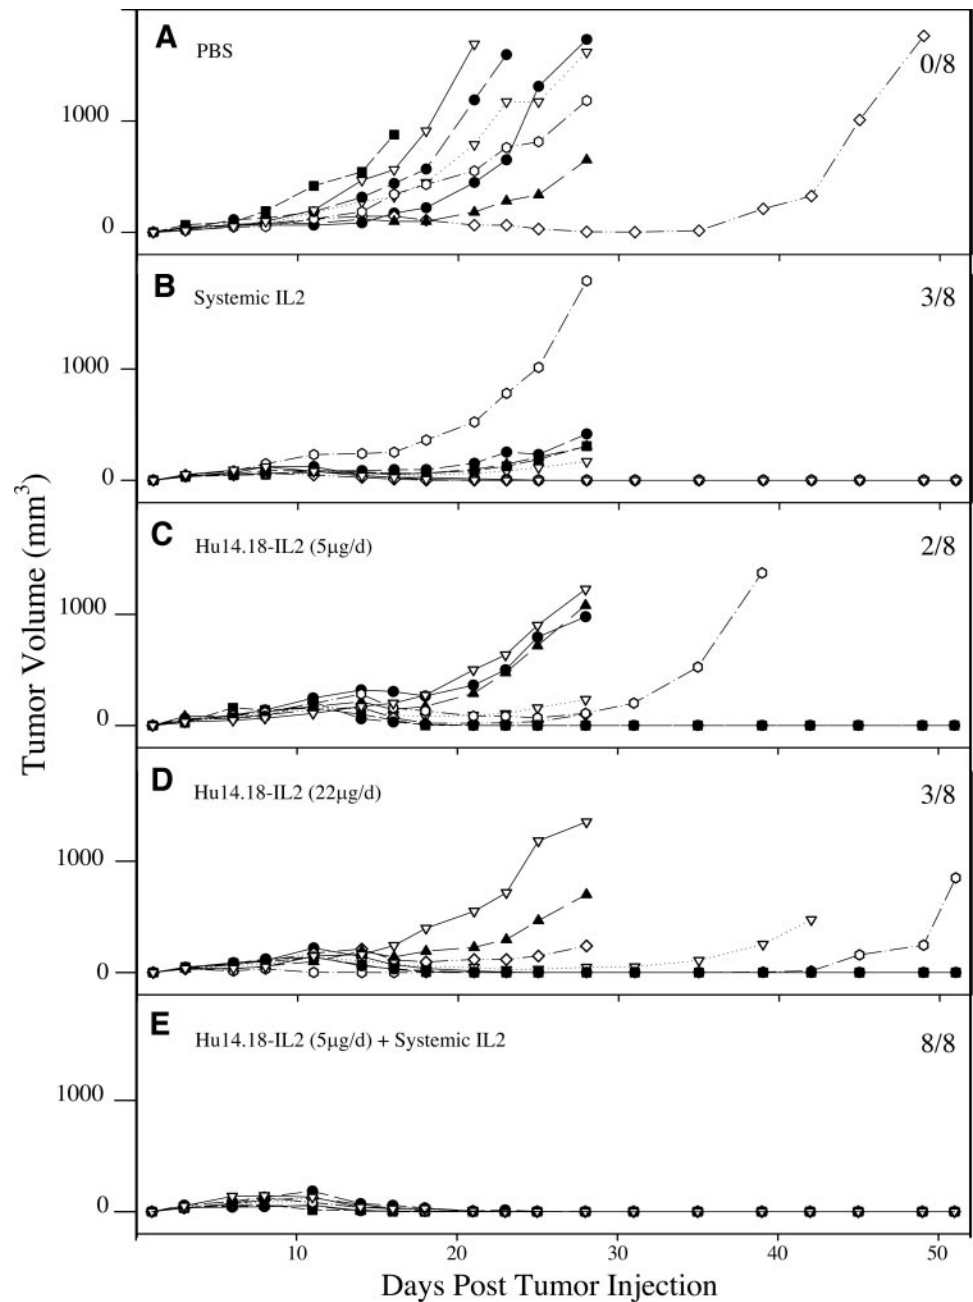 A
PBS
0/8
1000
0
B
Systemic IL2
3/8
1000
0
C
Hu14.18-IL2 (5µg/d)
2/8
1000
0
D
Hu14.18-IL2 (22µg/d)
3/8
1000
0
E
Hu14.18-IL2 (5µg/d) + Systemic IL2
8/8
1000
0
10 20 30 40 50
Days Post Tumor Injection
Tumor Volume (mm³)